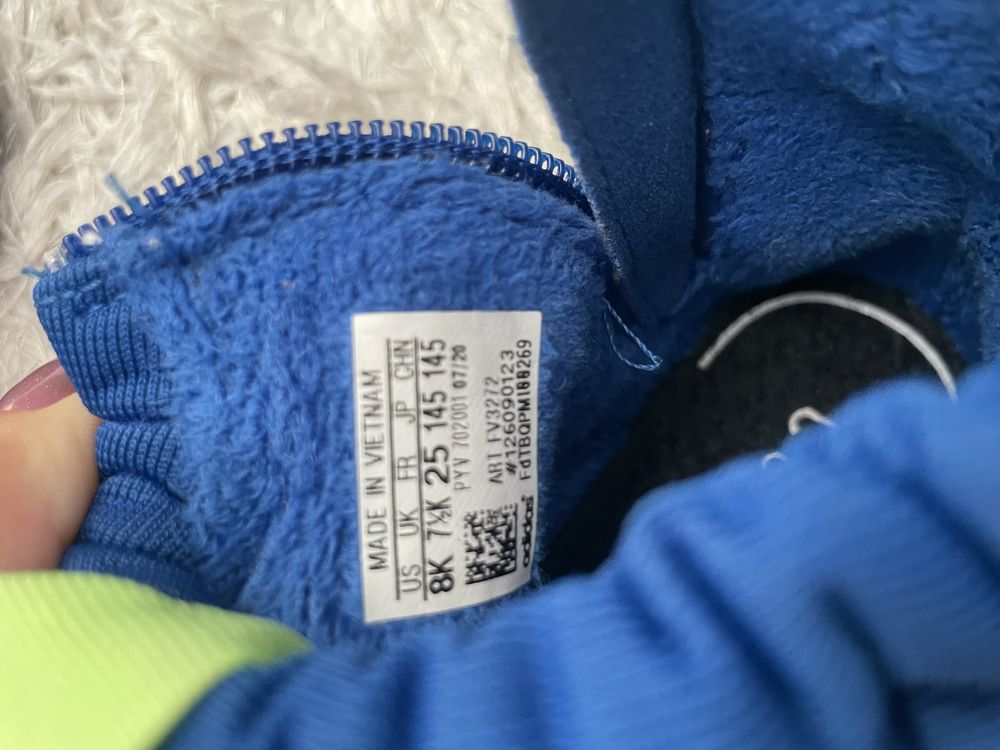 MADE IN VIETNAM
US UK FR JP CHN
8K 7½K 25 145 145
PYV 702001 07/20
ART FV3272
#126090123
FdTBQPM188269
adidas